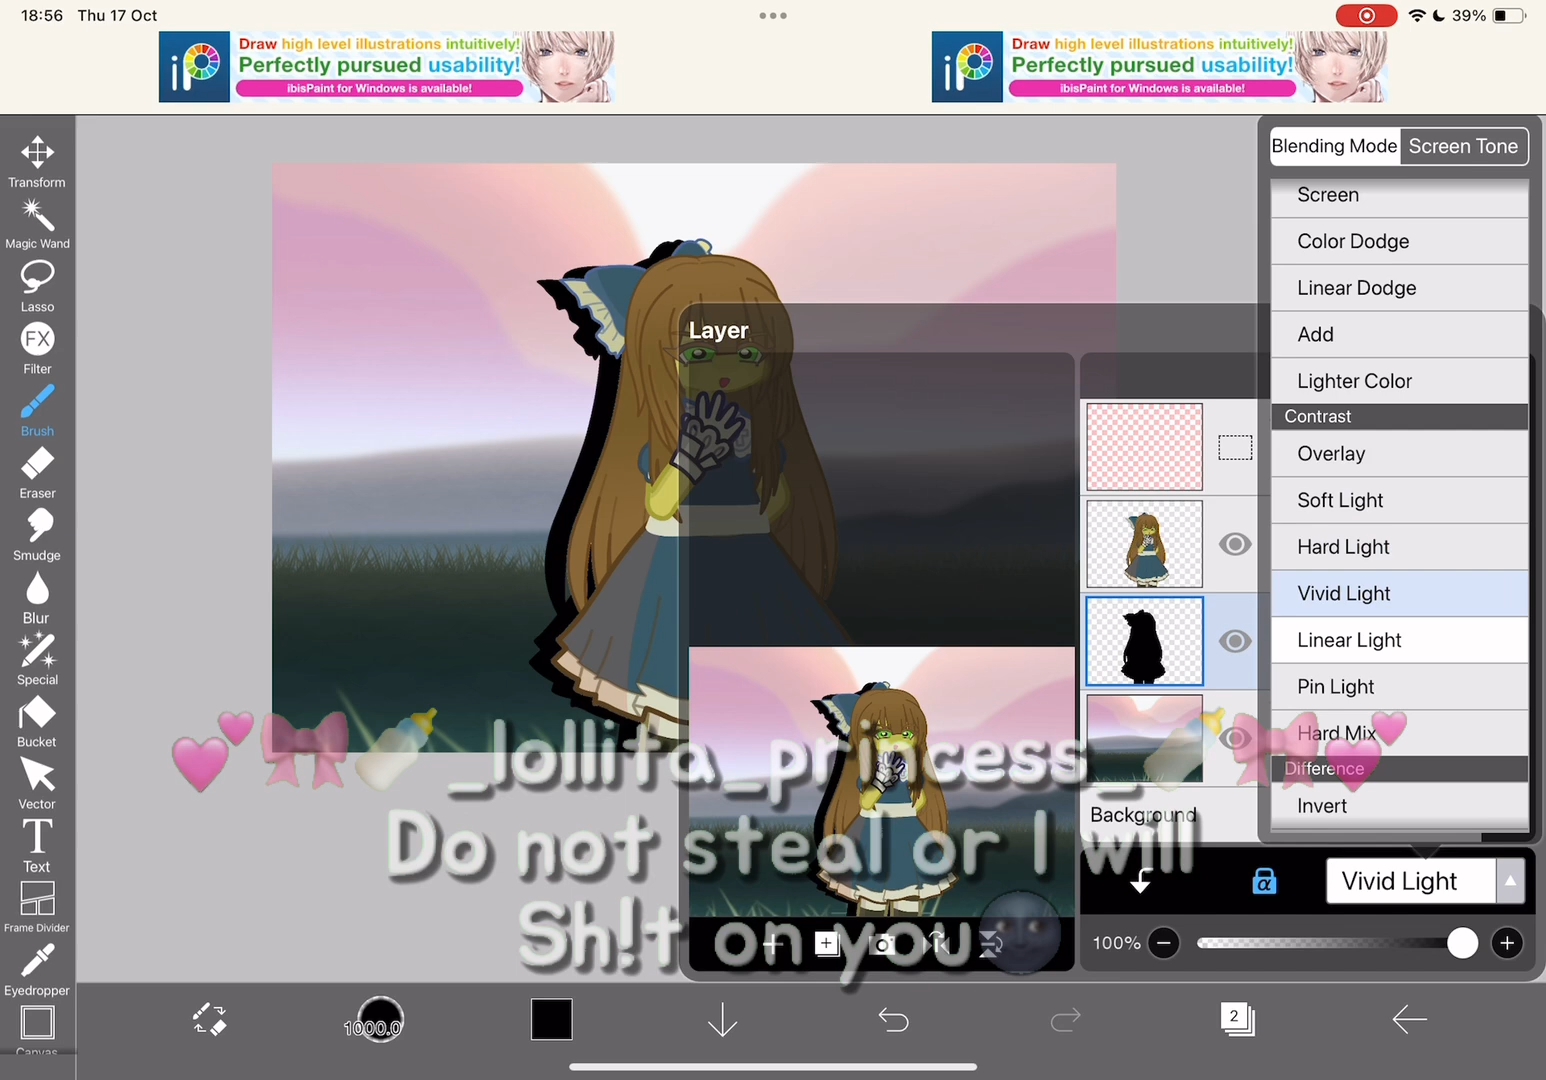 18:56 Thu 17 Oct
39%
Draw high level illustrations intuitively!
Perfectly pursued usability!
ibisPaint for Windows is available!
iP
Draw high level illustrations intuitively!
Perfectly pursued usability!
ibisPaint for Windows is available!
iP
Transform
Magic Wand
Lasso
FX
Filter
Brush
Eraser
Smudge
Blur
Special
Bucket
Vector
T
Text
Frame Divider
Eyedropper
Canvas
Layer
Background
Blending Mode
Screen Tone
Screen
Color Dodge
Linear Dodge
Add
Lighter Color
Contrast
Overlay
Soft Light
Hard Light
Vivid Light
Linear Light
Pin Light
Hard Mix
Difference
Invert
α
Vivid Light
100%
💕🎀🍼_lollita_princess_🍼🎀💕
Do not steal or I will
Sh!t on you🌚
1000.0
2